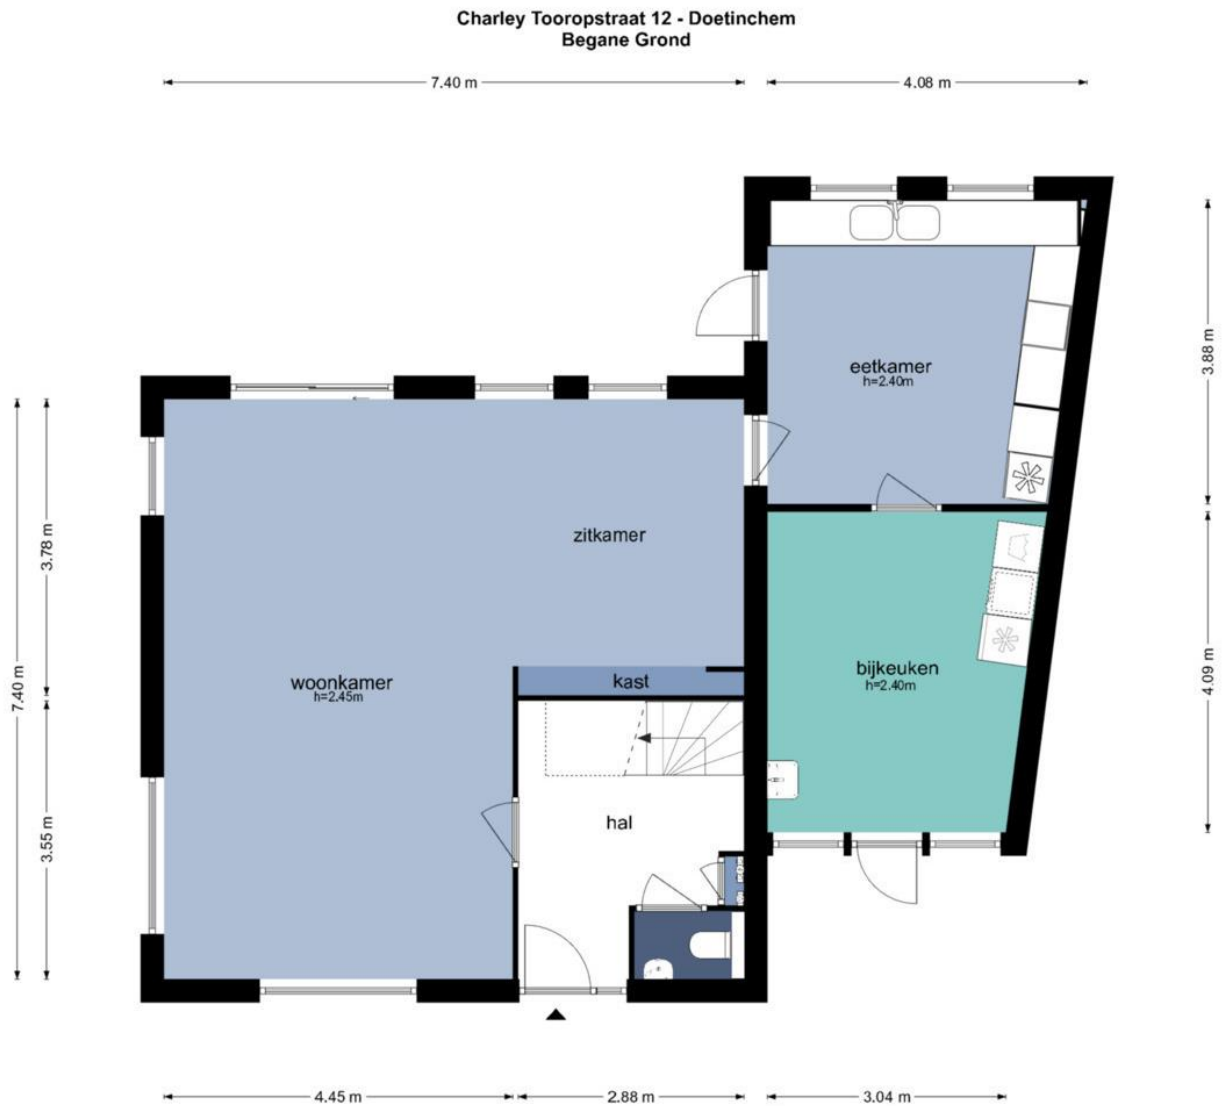 Charley Tooropstraat 12 - Doetinchem
Begane Grond
7.40 m
4.08 m
3.88 m
eetkamer
h=2.40m
3.78 m
zitkamer
7.40 m
woonkamer
h=2.45m
kast
bijkeuken
h=2.40m
4.09 m
3.55 m
hal
4.45 m
2.88 m
3.04 m